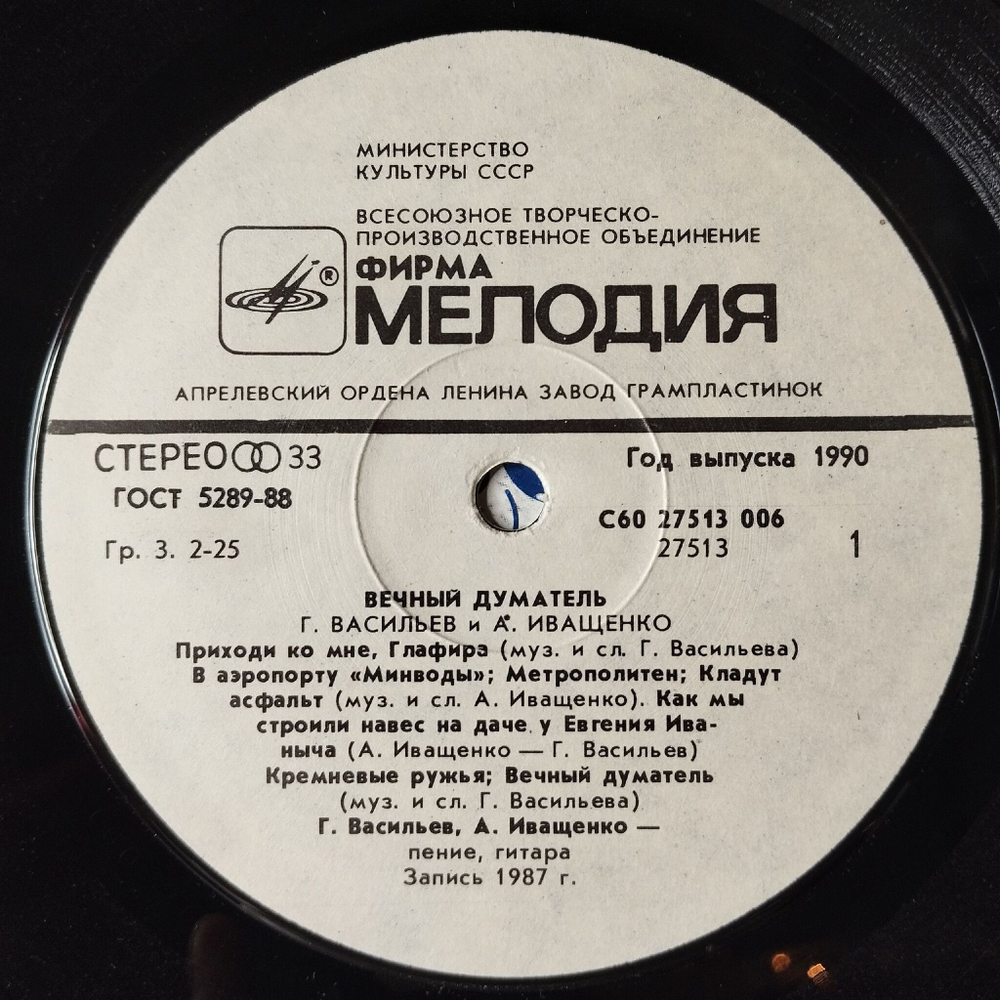 МИНИСТЕРСТВО
КУЛЬТУРЫ СССР
ВСЕСОЮЗНОЕ ТВОРЧЕСКО-
ПРОИЗВОДСТВЕННОЕ ОБЪЕДИНЕНИЕ
ФИРМА
®
МЕЛОДИЯ
АПРЕЛЕВСКИЙ ОРДЕНА ЛЕНИНА ЗАВОД ГРАМПЛАСТИНОК
СТЕРЕО 33
Год выпуска 1990
ГОСТ 5289-88
С60 27513 006
Гр. 3. 2-25
27513
1
ВЕЧНЫЙ ДУМАТЕЛЬ
Г. ВАСИЛЬЕВ и А. ИВАЩЕНКО
Приходи ко мне, Глафира (муз. и сл. Г. Васильева)
В аэропорту «Минводы»; Метрополитен; Кладут
асфальт (муз. и сл. А. Иващенко). Как мы
строили навес на даче у Евгения Ива-
ныча (А. Иващенко — Г. Васильев)
Кремневые ружья; Вечный думатель
(муз. и сл. Г. Васильева)
Г. Васильев, А. Иващенко —
пение, гитара
Запись 1987 г.